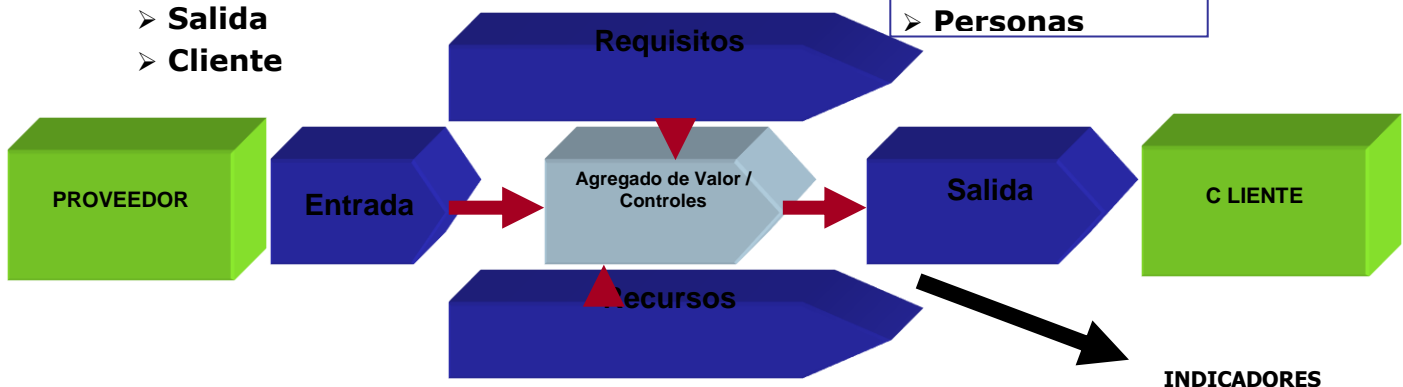 ➢ Salida
➢ Cliente
➢ Personas
Requisitos
PROVEEDOR
Entrada
Agregado de Valor /
Controles
Salida
C LIENTE
Recursos
INDICADORES